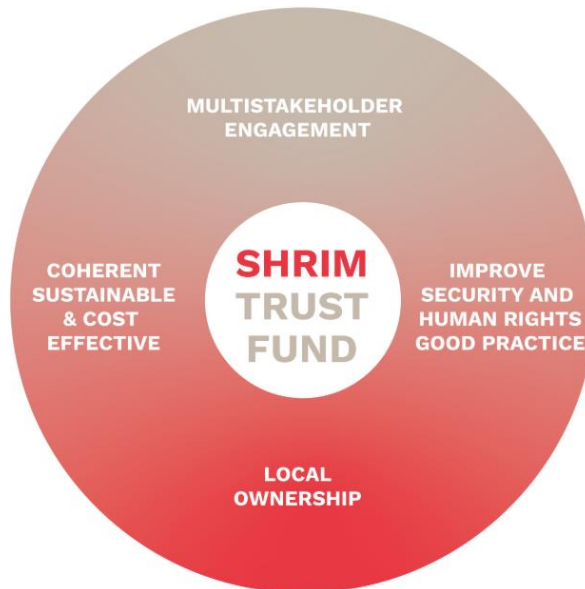 MULTISTAKEHOLDER
ENGAGEMENT
COHERENT
SUSTAINABLE
& COST
EFFECTIVE
SHRIM
TRUST
FUND
IMPROVE
SECURITY AND
HUMAN RIGHTS
GOOD PRACTICE
LOCAL
OWNERSHIP